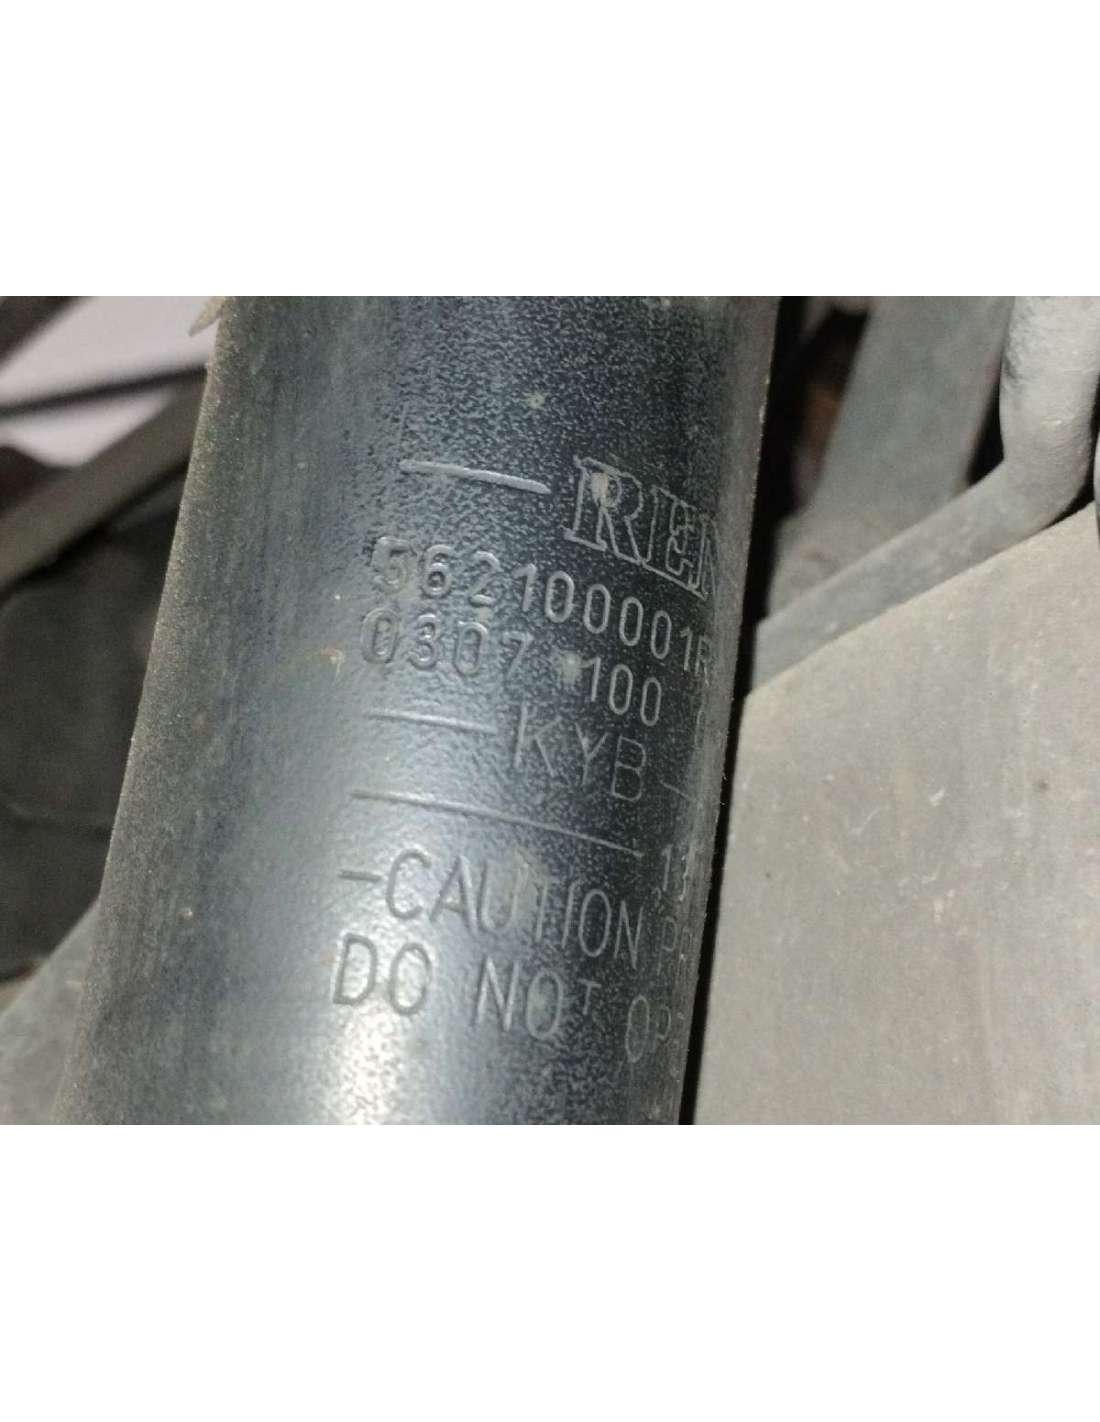 REN
562100001R
0307 100
KYB
-CAUTION
DO NOT OP